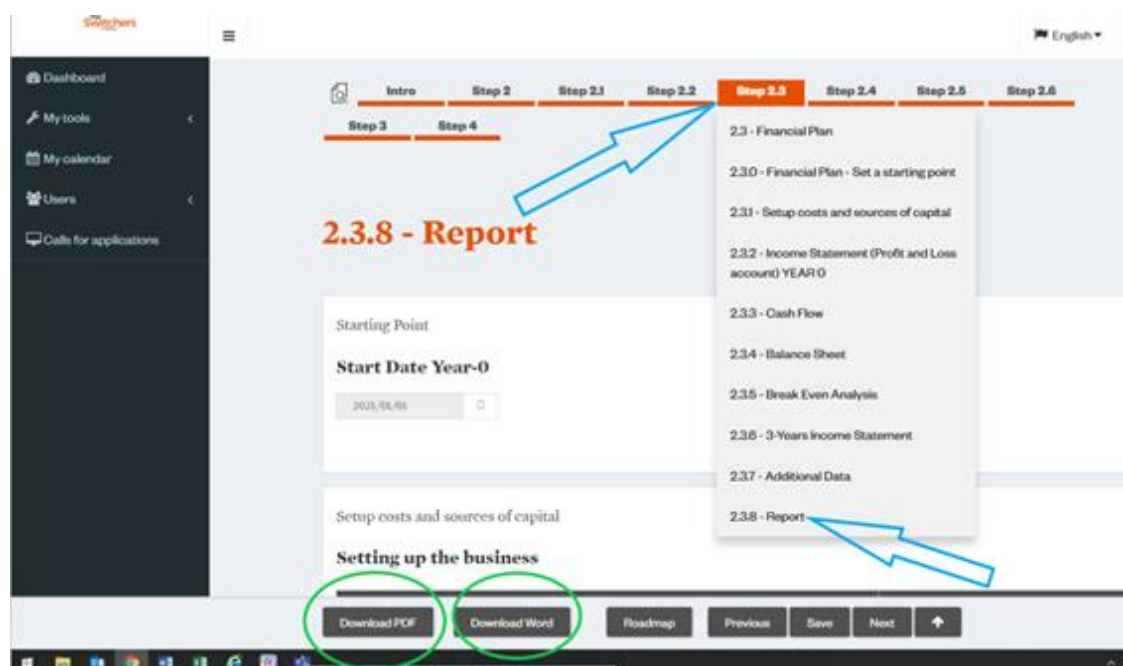 Switchers
English
Dashboard
My tools
My calendar
Users
Calls for applications
Intro Step 2 Step 2.1 Step 2.2 Step 2.3 Step 2.4 Step 2.5 Step 2.6
Step 3 Step 4
2.3 - Financial Plan
2.3.0 - Financial Plan - Set a starting point
2.3.1 - Setup costs and sources of capital
2.3.2 - Income Statement (Profit and Loss
account) YEAR 0
2.3.3 - Cash Flow
2.3.4 - Balance Sheet
2.3.5 - Break Even Analysis
2.3.6 - 3-Years Income Statement
2.3.7 - Additional Data
2.3.8 - Report
2.3.8 - Report
Starting Point
Start Date Year-0
2021/01/01
Setup costs and sources of capital
Setting up the business
Download PDF Download Word Roadmap Previous Save Next